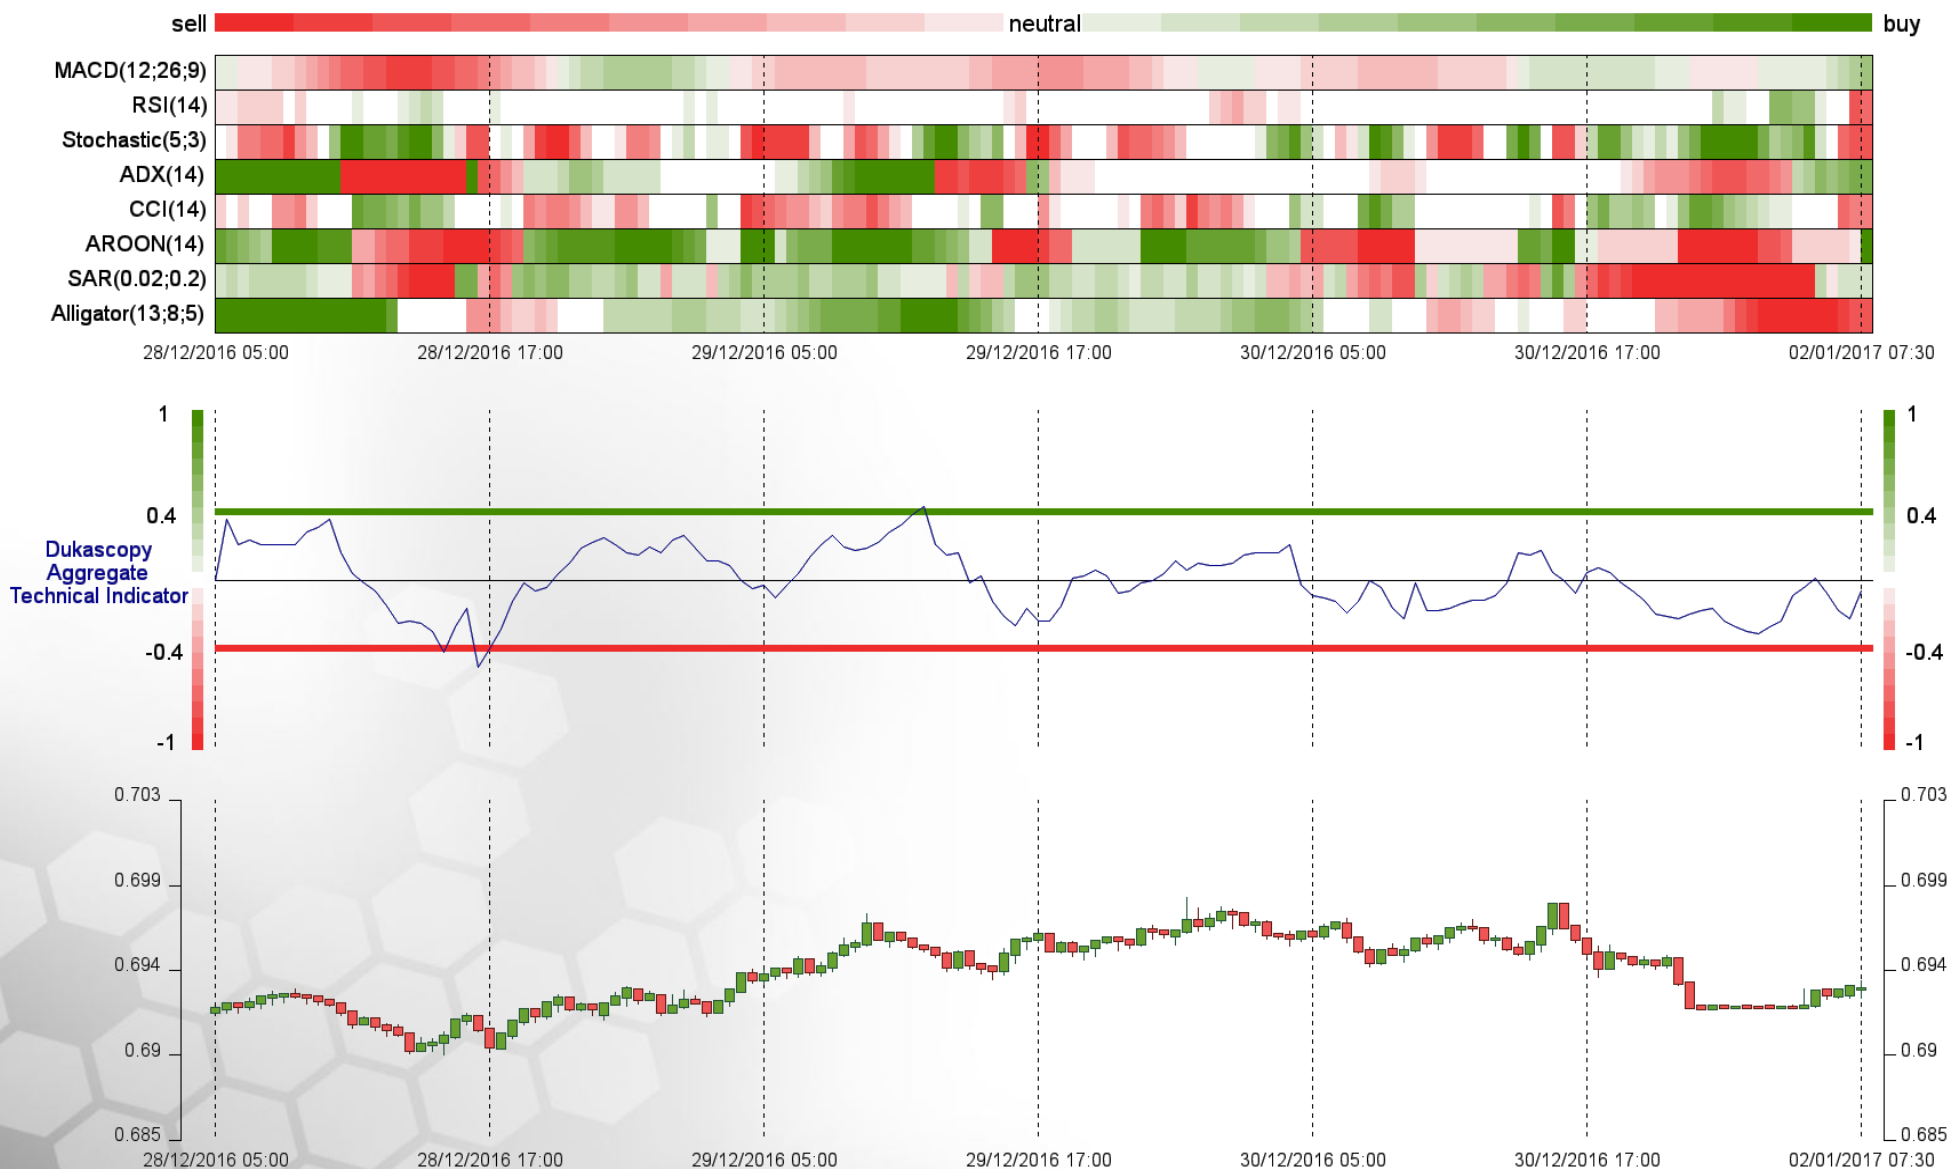 sell neutral buy
MACD(12;26;9)
RSI(14)
Stochastic(5;3)
ADX(14)
CCI(14)
AROON(14)
SAR(0.02;0.2)
Alligator(13;8;5)
28/12/2016 05:00 28/12/2016 17:00 29/12/2016 05:00 29/12/2016 17:00 30/12/2016 05:00 30/12/2016 17:00 02/01/2017 07:30
1 1
0.4 0.4
Dukascopy
Aggregate
Technical Indicator
-0.4 -0.4
-1 -1
0.703 0.703
0.699 0.699
0.694 0.694
0.69 0.69
0.685 0.685
28/12/2016 05:00 28/12/2016 17:00 29/12/2016 05:00 29/12/2016 17:00 30/12/2016 05:00 30/12/2016 17:00 02/01/2017 07:30